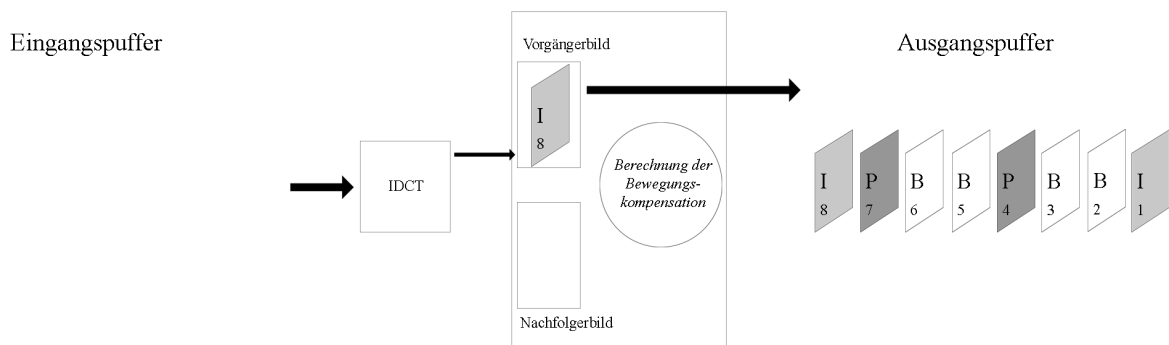 Eingangspuffer
Vorgängerbild
Ausgangspuffer
I
8
IDCT
Berechnung der
Bewegungs-
kompensation
I P B B P B B I
8 7 6 5 4 3 2 1
Nachfolgerbild